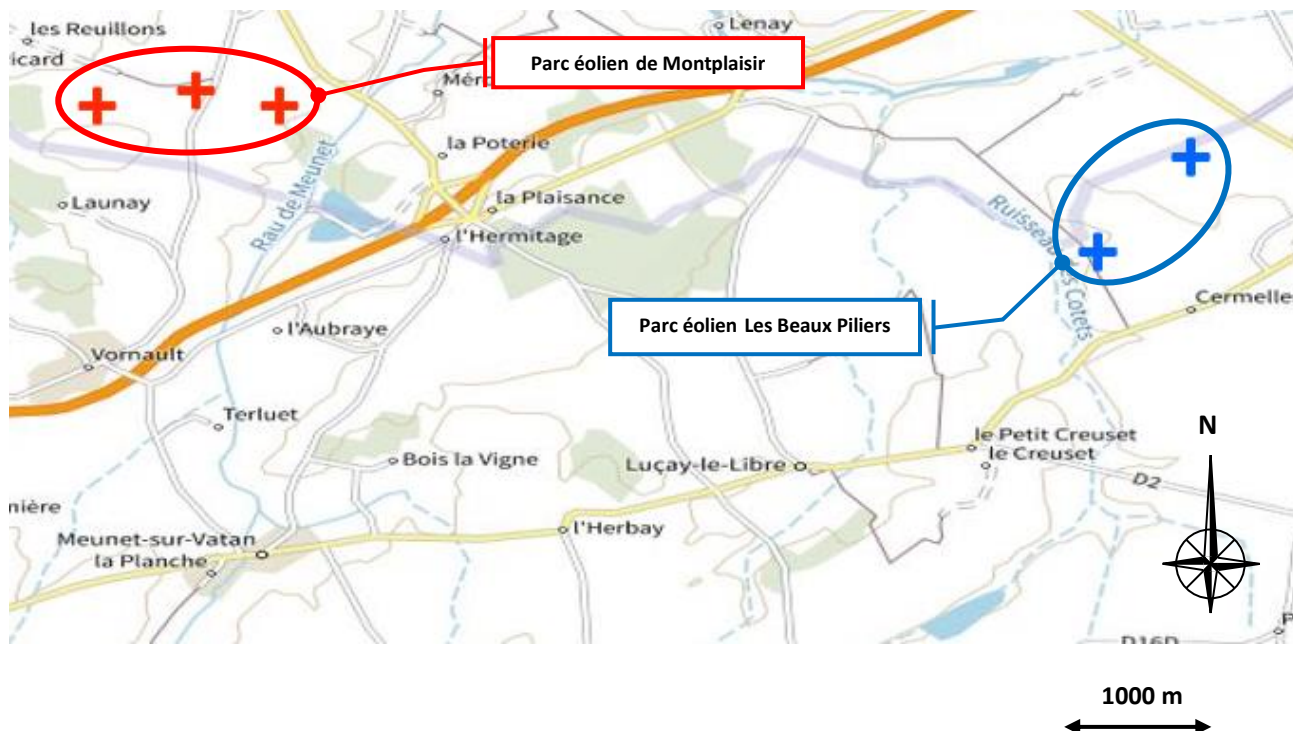 les Reuillons
icard
Lenay
Parc éolien de Montplaisir
la Poterie
Rau de Meunet
Launay
la Plaisance
l'Hermitage
Ruisseau
Cotets
Cermelle
Parc éolien Les Beaux Piliers
l'Aubraye
Vornault
Terluet
N
le Petit Creuset
le Creuset
Bois la Vigne
Luçay-le-Libre
D2
nière
l'Herbay
Meunet-sur-Vatan
la Planche
D16D
1000 m